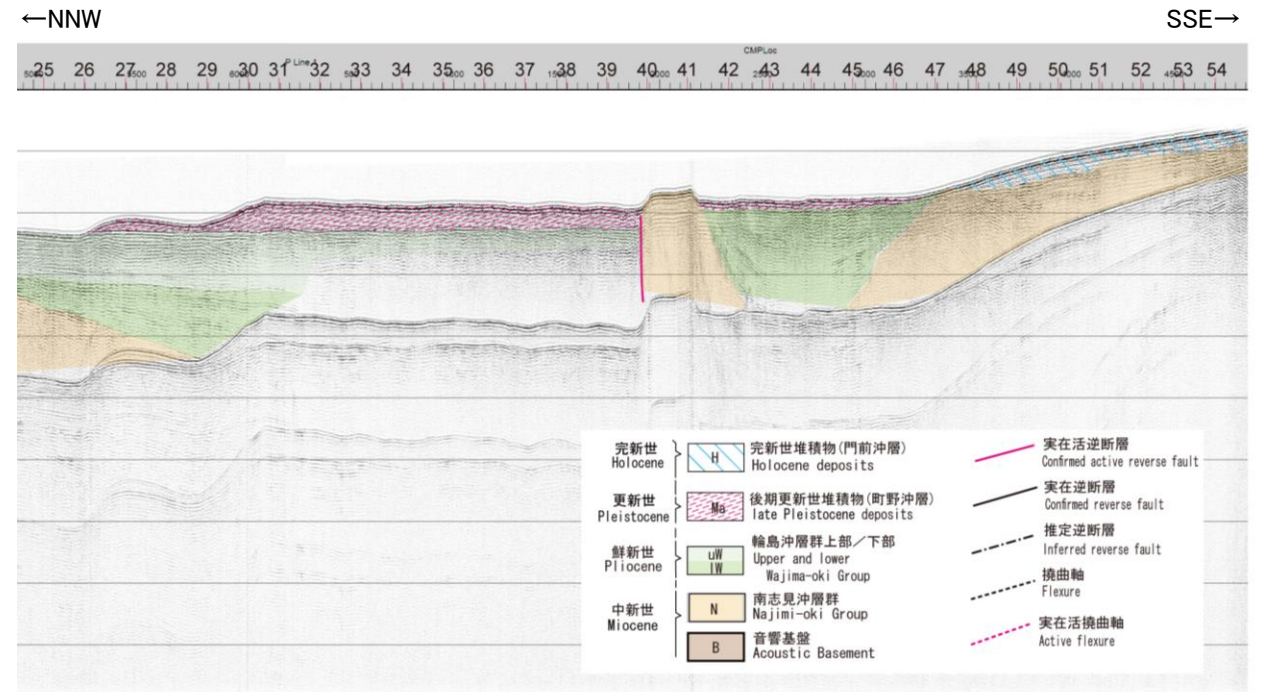 ←NNW
SSE→
CMPLoc
P Line
25 26 27 28 29 30 31 32 33 34 35 36 37 38 39 40 41 42 43 44 45 46 47 48 49 50 51 52 53 54
完新世
Holocene
H
完新世堆積物(門前沖層)
Holocene deposits
更新世
Pleistocene
Ma
後期更新世堆積物(町野沖層)
late Pleistocene deposits
鮮新世
Pliocene
uW
lW
輪島沖層群上部/下部
Upper and lower
Wajima-oki Group
中新世
Miocene
N
南志見沖層群
Najimi-oki Group
B
音響基盤
Acoustic Basement
実在活逆断層
Confirmed active reverse fault
実在逆断層
Confirmed reverse fault
推定逆断層
Inferred reverse fault
撓曲軸
Flexure
実在活撓曲軸
Active flexure